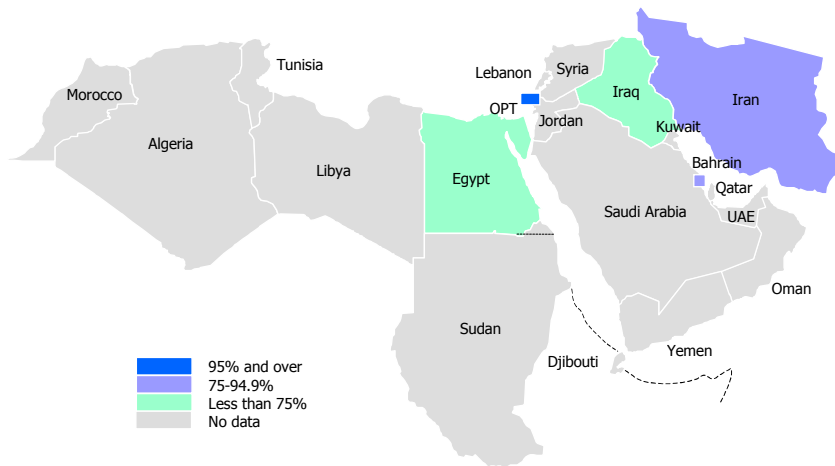 Tunisia
Lebanon
Syria
Morocco
Iraq
Iran
OPT
Jordan
Kuwait
Algeria
Bahrain
Libya
Egypt
Qatar
Saudi Arabia
UAE
Oman
Sudan
Yemen
Djibouti
95% and over
75-94.9%
Less than 75%
No data